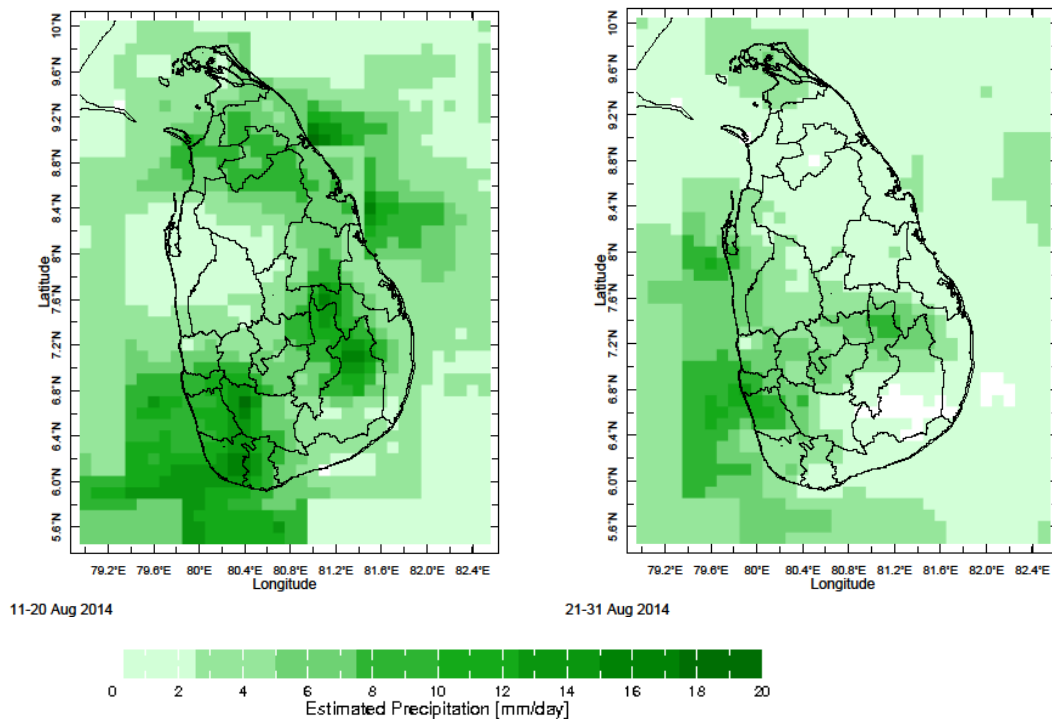 10°N
9.6°N
9.2°N
8.8°N
8.4°N
8°N
7.6°N
7.2°N
6.8°N
6.4°N
6.0°N
5.6°N
Latitude
79.2°E 79.6°E 80°E 80.4°E 80.8°E 81.2°E 81.6°E 82.0°E 82.4°E
Longitude
11-20 Aug 2014
10°N
9.6°N
9.2°N
8.8°N
8.4°N
8°N
7.6°N
7.2°N
6.8°N
6.4°N
6.0°N
5.6°N
Latitude
79.2°E 79.6°E 80°E 80.4°E 80.8°E 81.2°E 81.6°E 82.0°E 82.4°E
Longitude
21-31 Aug 2014
0 2 4 6 8 10 12 14 16 18 20
Estimated Precipitation [mm/day]